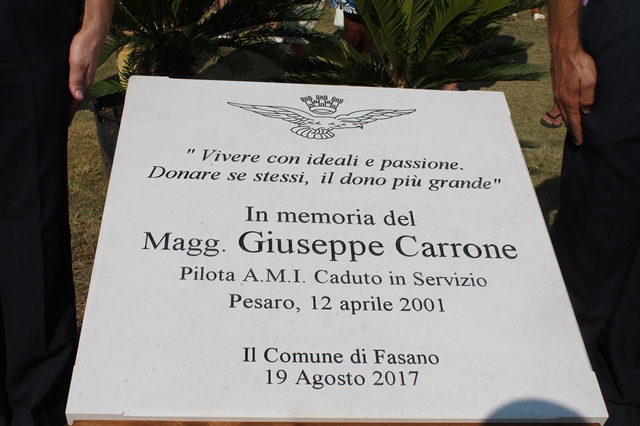 " Vivere con ideali e passione.
Donare se stessi, il dono più grande"
In memoria del
Magg. Giuseppe Carrone
Pilota A.M.I. Caduto in Servizio
Pesaro, 12 aprile 2001
Il Comune di Fasano
19 Agosto 2017